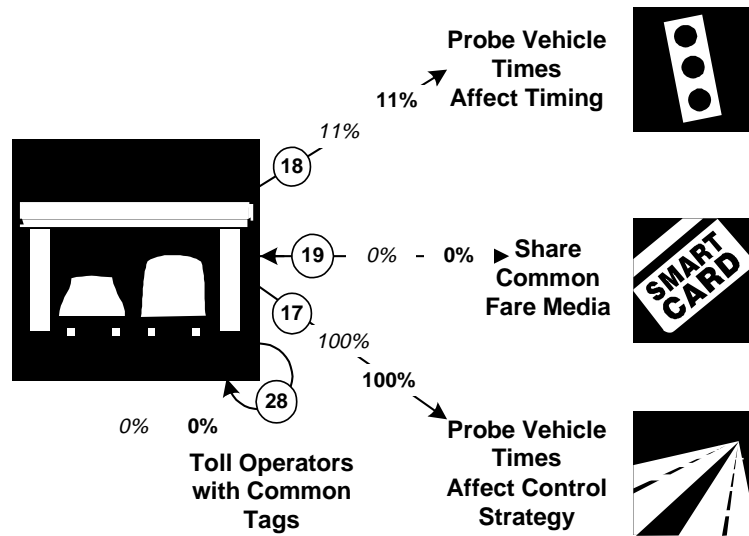 Probe Vehicle
Times
Affect Timing
11%
11%
18
19
0%
0%
Share
Common
Fare Media
SMART
CARD
17
100%
100%
28
0%
0%
Toll Operators
with Common
Tags
Probe Vehicle
Times
Affect Control
Strategy